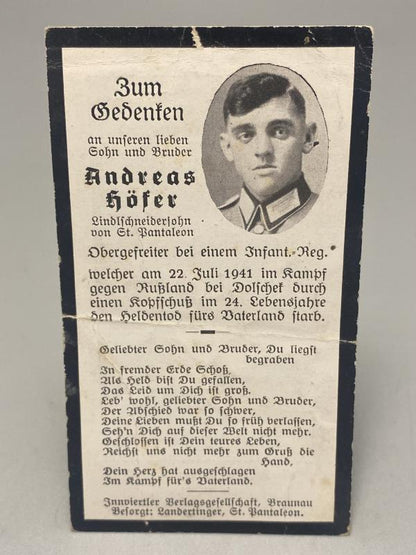 Zum
Gedenken
an unseren lieben
Sohn und Bruder
Andreas
Höfer
Lindlschneidersohn
von St. Pantaleon
Obergefreiter bei einem Infant.-Reg.
welcher am 22. Juli 1941 im Kampf
gegen Rußland bei Dolschek durch
einen Kopfschuß im 24. Lebensjahre
den Heldentod fürs Vaterland starb.
Geliebter Sohn und Bruder, Du liegst
begraben
In fremder Erde Schoß,
Als Held bist Du gefallen,
Das Leid um Dich ist groß.
Leb' wohl, geliebter Sohn und Bruder,
Der Abschied war so schwer,
Deine Lieben mußt Du so früh verlassen,
Seh'n Dich auf dieser Welt nicht mehr.
Geschlossen ist Dein teures Leben,
Reichst uns nicht mehr zum Gruß die
Hand,
Dein Herz hat ausgeschlagen
Im Kampf für's Vaterland.
Innviertler Verlagsgesellschaft, Braunau
Besorgt: Landertinger, St. Pantaleon.